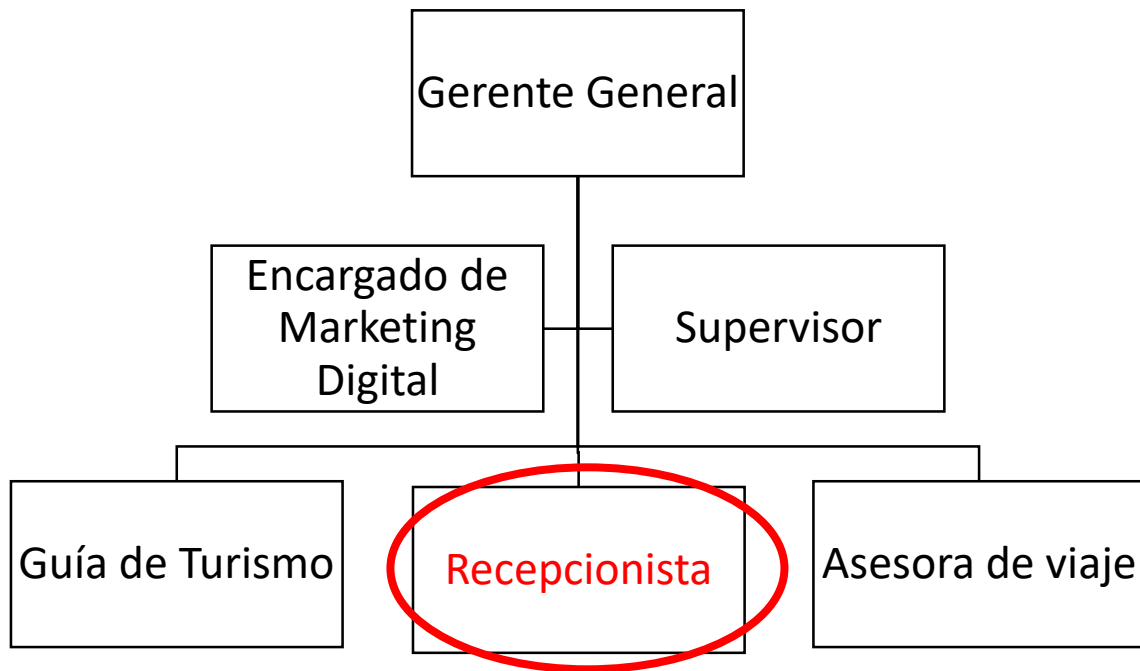 Gerente General
Encargado de
Marketing
Digital
Supervisor
Guía de Turismo
Recepcionista
Asesora de viaje